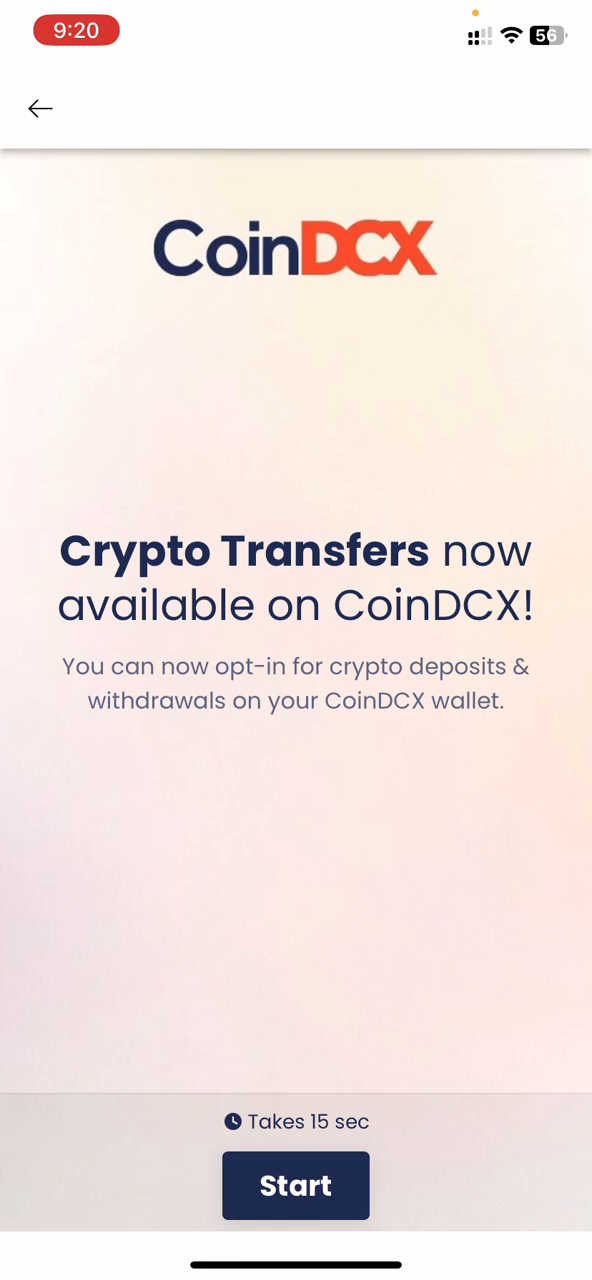 9:20
56
CoinDCX
Crypto Transfers now
available on CoinDCX!
You can now opt-in for crypto deposits &
withdrawals on your CoinDCX wallet.
Takes 15 sec
Start